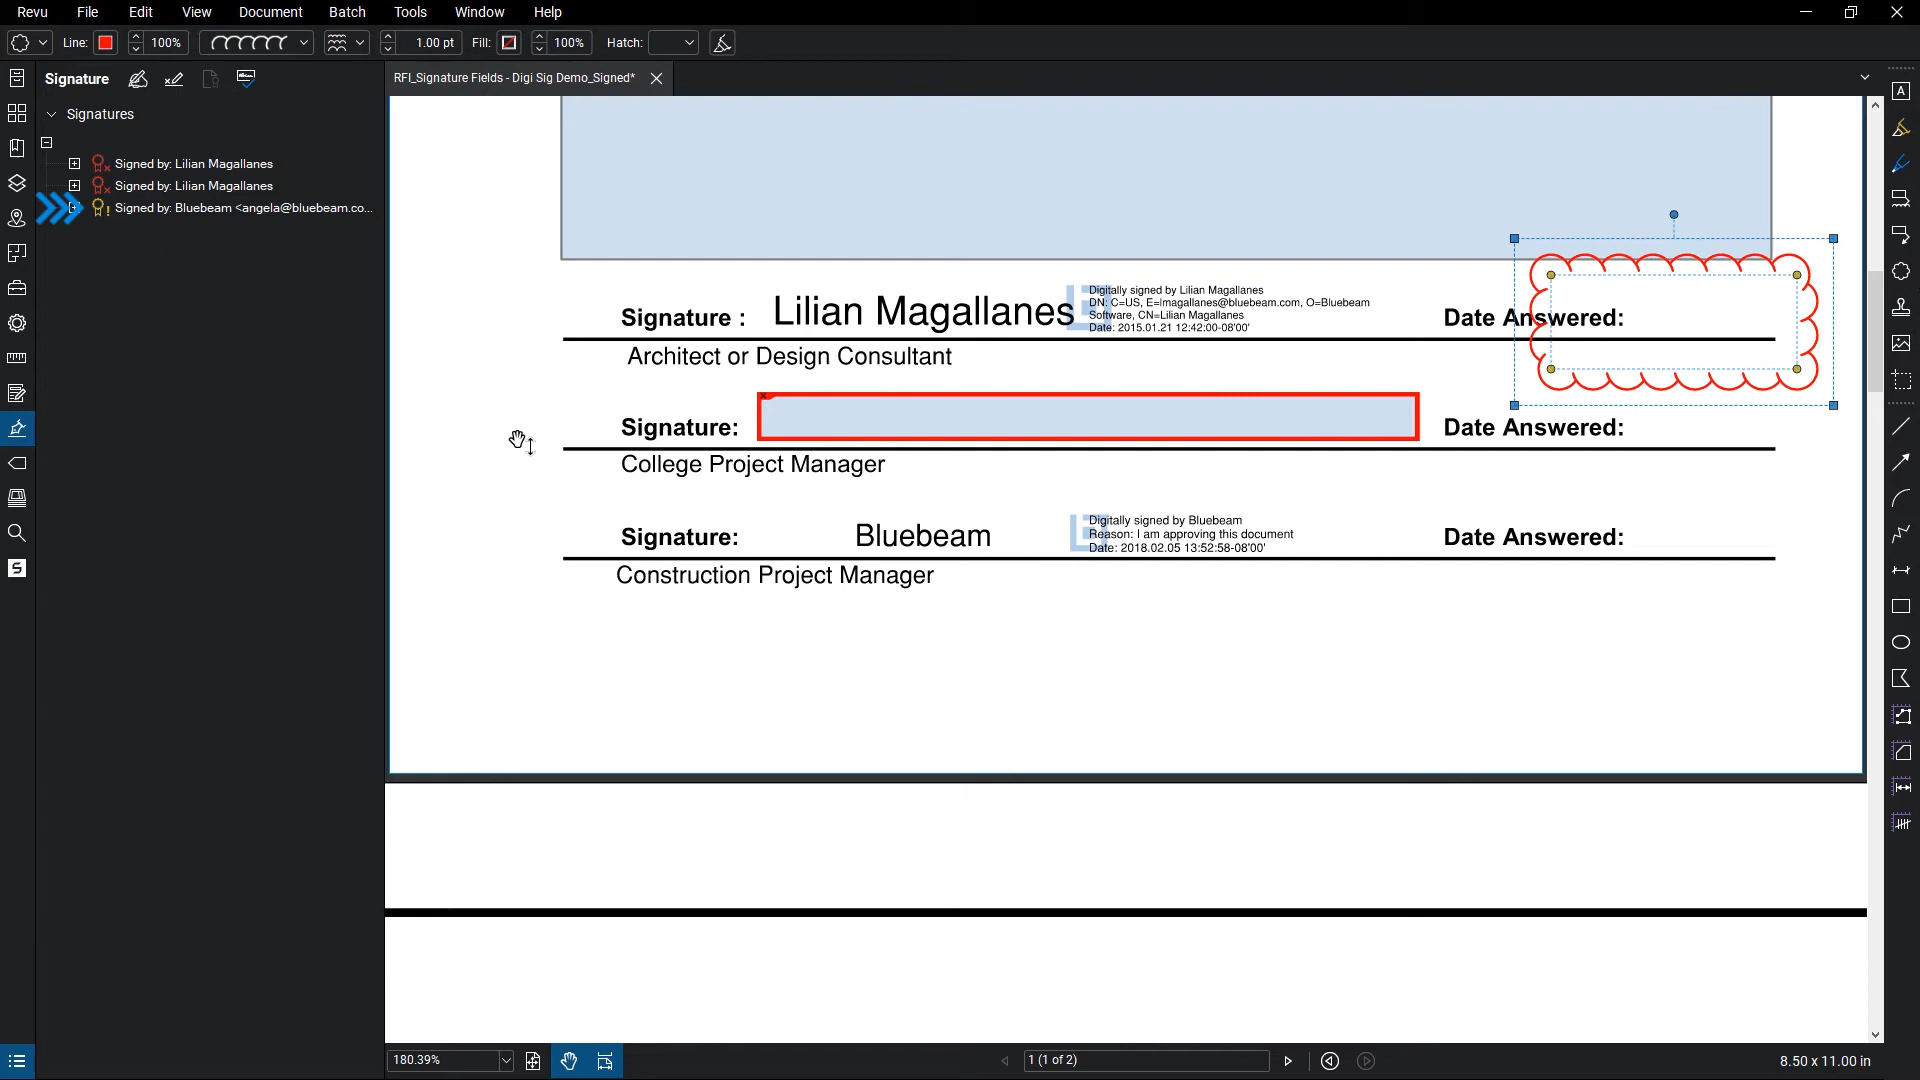 Revu File Edit View Document Batch Tools Window Help
Line: 100% 1.00 pt Fill: 100% Hatch:
Signature
RFI_Signature Fields - Digi Sig Demo_Signed*
Signatures
Signed by: Lilian Magallanes
Signed by: Lilian Magallanes
Signed by: Bluebeam <angela@bluebeam.co...
Signature : Lilian Magallanes
Digitally signed by Lilian Magallanes
DN: C=US, E=lmagallanes@bluebeam.com, O=Bluebeam
Software, CN=Lilian Magallanes
Date: 2015.01.21 12:42:00-08'00'
Date Answered:
Architect or Design Consultant
Signature:
Date Answered:
College Project Manager
Signature: Bluebeam
Digitally signed by Bluebeam
Reason: I am approving this document
Date: 2018.02.05 13:52:58-08'00'
Date Answered:
Construction Project Manager
180.39%
1 (1 of 2)
8.50 x 11.00 in